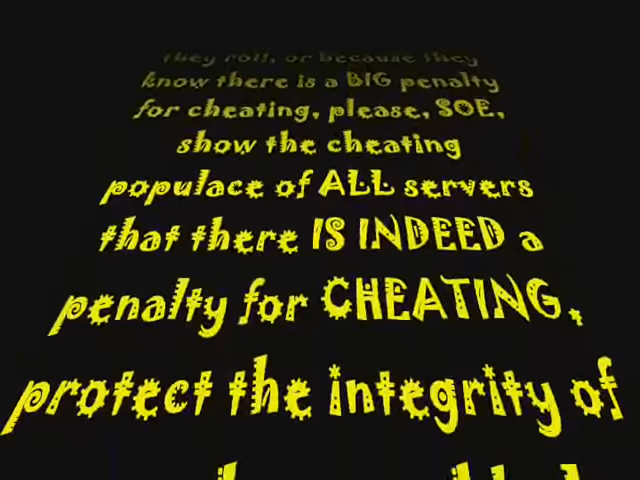 they roll, or because they
know there is a BIG penalty
for cheating, please, SOE,
show the cheating
populace of ALL servers
that there IS INDEED a
penalty for CHEATING,
protect the integrity of